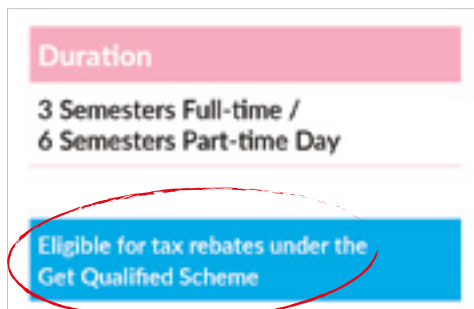 Duration
3 Semesters Full-time /
6 Semesters Part-time Day
Eligible for tax rebates under the
Get Qualified Scheme